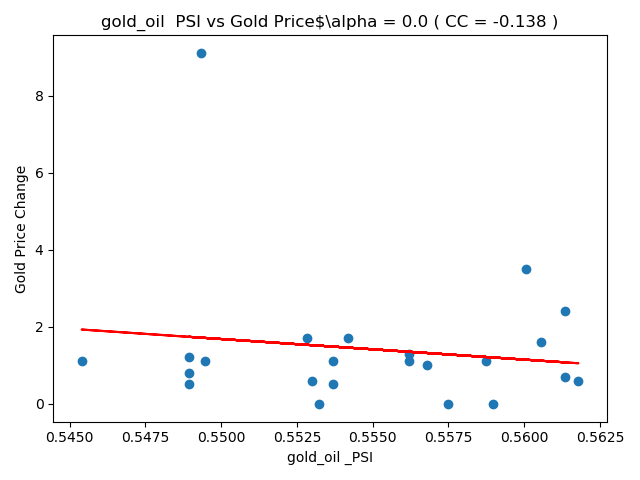 gold_oil  PSI vs Gold Price$\alpha = 0.0 ( CC = -0.138 )
Gold Price Change
8
6
4
2
0
0.5450 0.5475 0.5500 0.5525 0.5550 0.5575 0.5600 0.5625
gold_oil _PSI